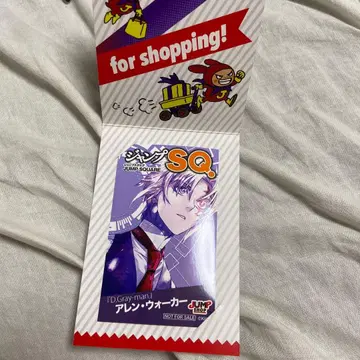 for shopping!
ジャンプ SQ.
JUMP SQUARE
「D.Gray-man」
アレン・ウォーカー
JUMP
NOT FOR SALE